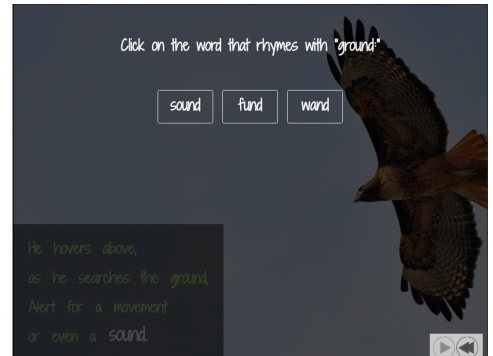 Click on the word that rhymes with "ground:"
sound fund wand
He hovers above,
as he searches the ground,
Alert for a movement
or even a sound.